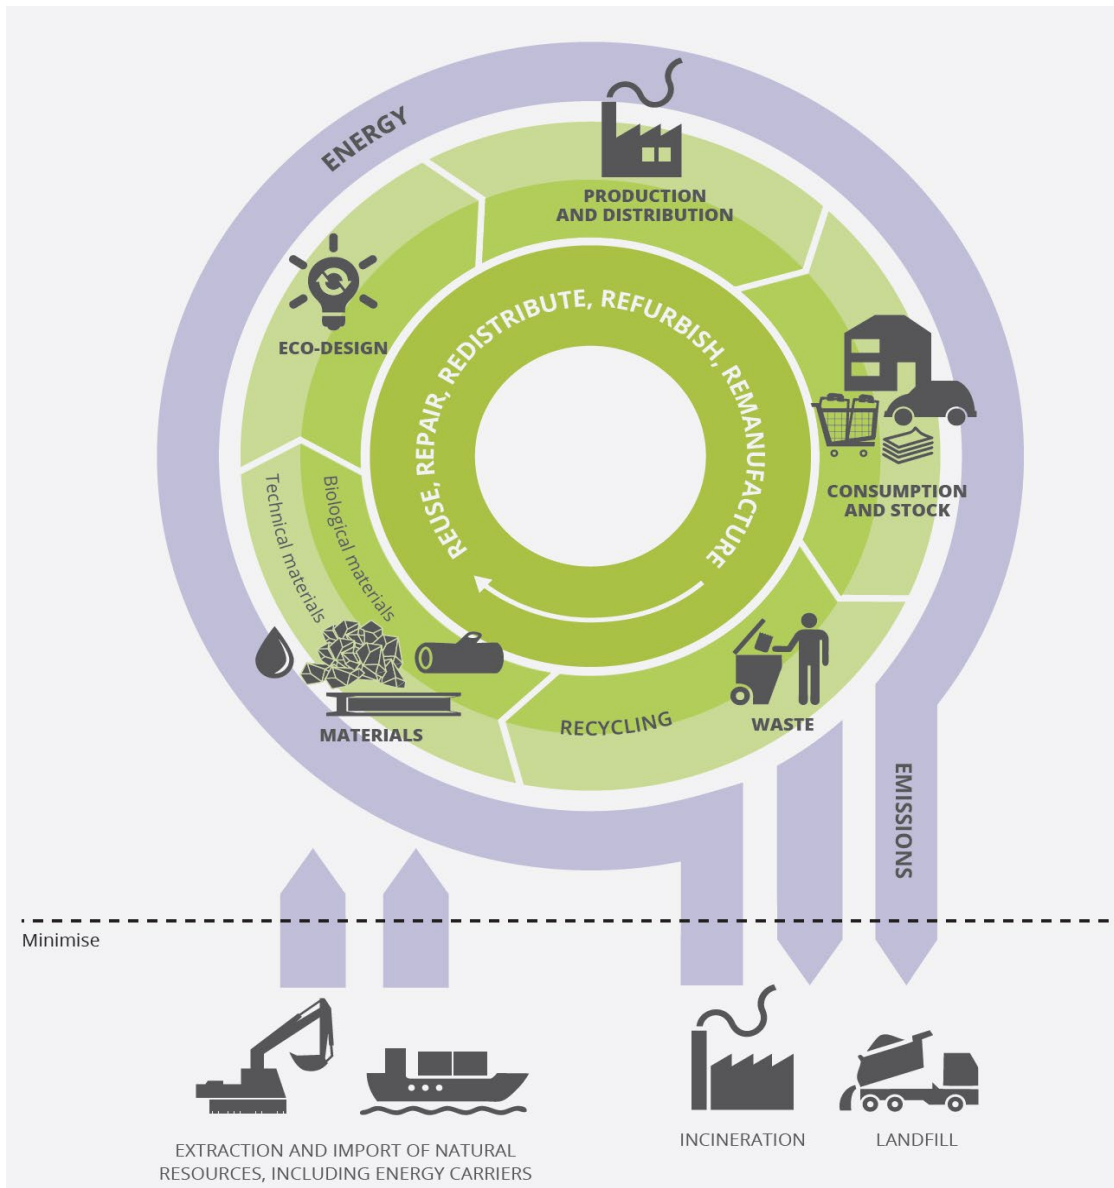 ENERGY
PRODUCTION
AND DISTRIBUTION
ECO-DESIGN
REUSE, REPAIR, REDISTRIBUTE, REFURBISH, REMANUFACTURE
CONSUMPTION
AND STOCK
Technical materials
Biological materials
MATERIALS
RECYCLING
WASTE
EMISSIONS
Minimise
EXTRACTION AND IMPORT OF NATURAL
RESOURCES, INCLUDING ENERGY CARRIERS
INCINERATION
LANDFILL